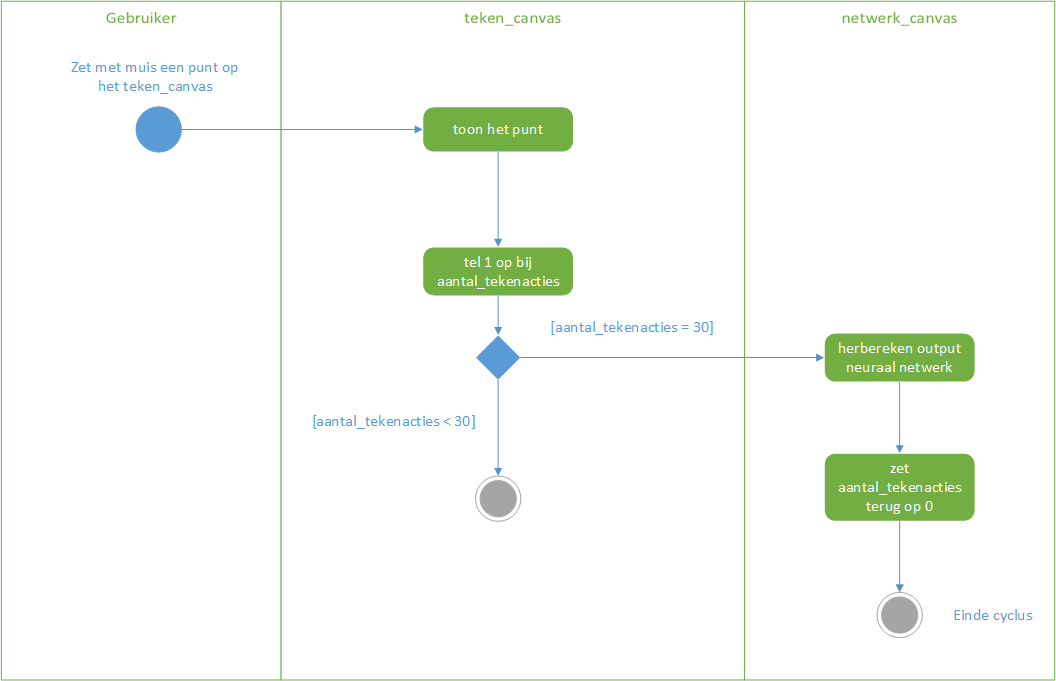 Gebruiker
teken_canvas
netwerk_canvas
Zet met muis een punt op
het teken_canvas
toon het punt
tel 1 op bij
aantal_tekenacties
[aantal_tekenacties = 30]
herbereken output
neuraal netwerk
[aantal_tekenacties < 30]
zet
aantal_tekenacties
terug op 0
Einde cyclus